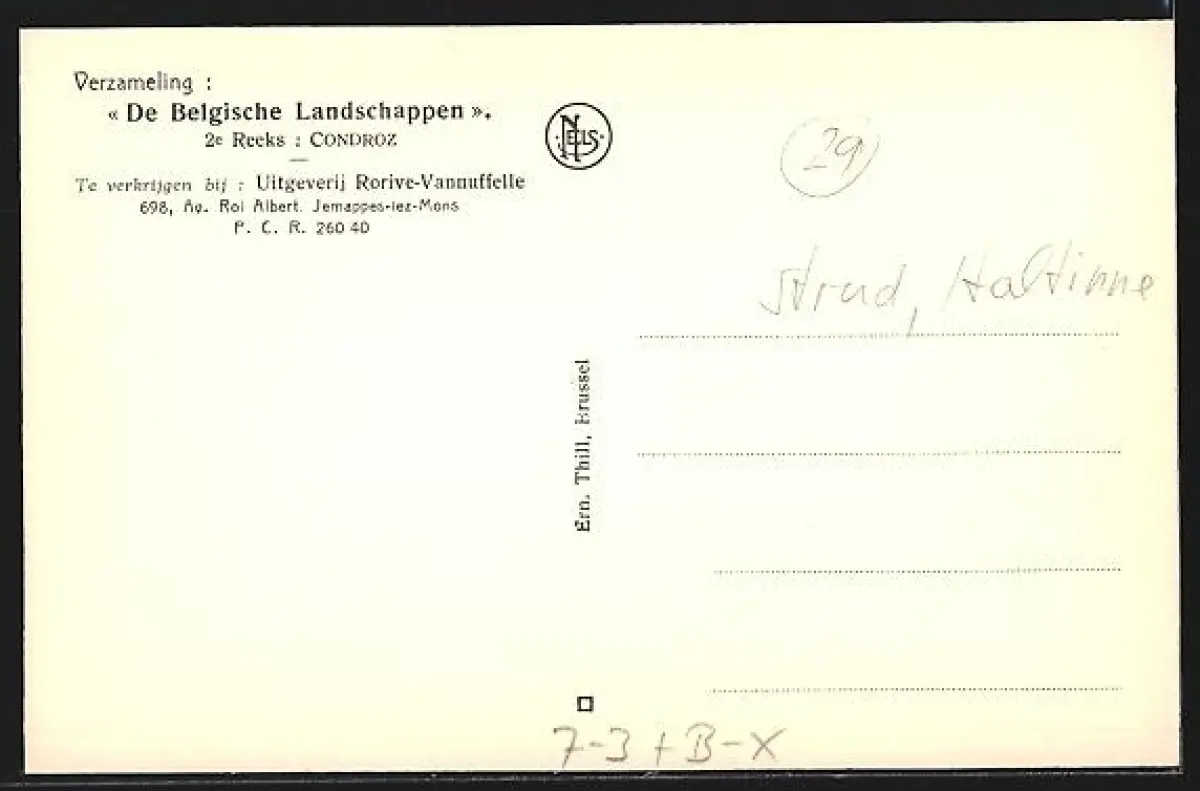 Verzameling :
« De Belgische Landschappen ».
2e Reeks : CONDROZ
Te verkrijgen bij : Uitgeverij Rorive-Vannuffelle
698, Av. Roi Albert. Jemappes-lez-Mons
P. C. R. 260 40
NELS
29
Strud, Haltinne
Ern. Thill, Brussel
7-3+B-X